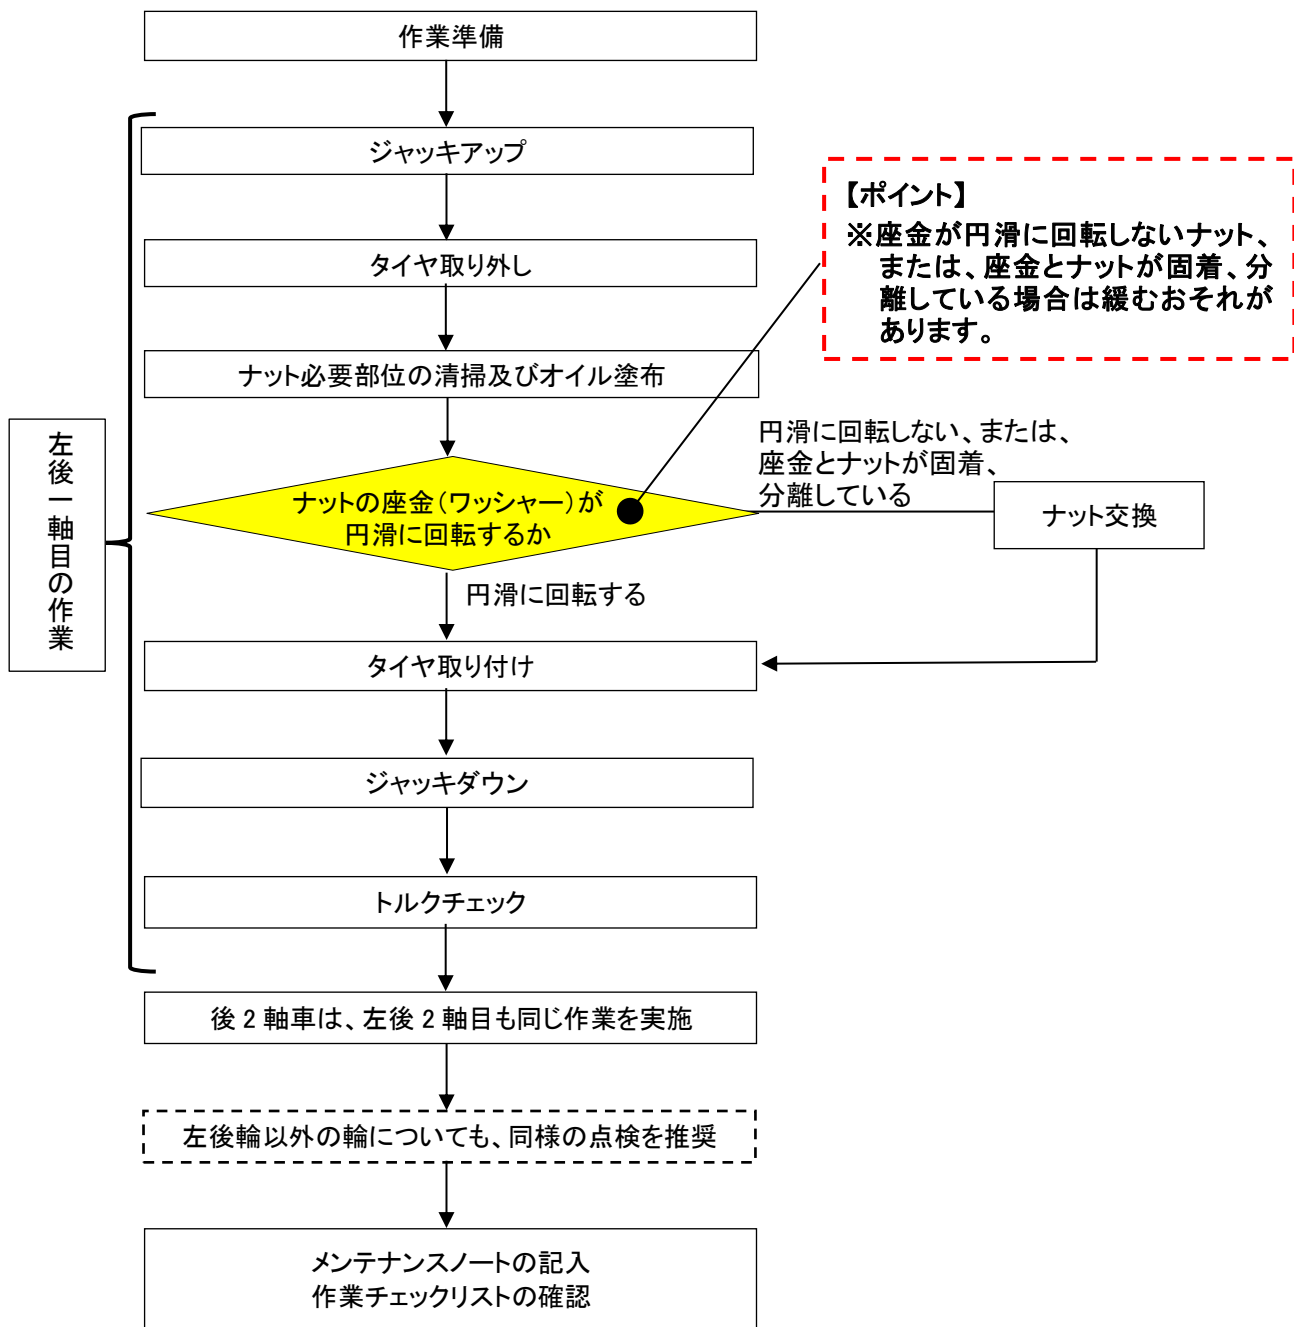 作業準備
ジャッキアップ
【ポイント】
※座金が円滑に回転しないナット、
または、座金とナットが固着、分
離している場合は緩むおそれが
あります。
タイヤ取り外し
ナット必要部位の清掃及びオイル塗布
左後一軸目の作業
ナットの座金(ワッシャー)が
円滑に回転するか
円滑に回転しない、または、
座金とナットが固着、
分離している
ナット交換
円滑に回転する
タイヤ取り付け
ジャッキダウン
トルクチェック
後2軸車は、左後2軸目も同じ作業を実施
左後輪以外の輪についても、同様の点検を推奨
メンテナンスノートの記入
作業チェックリストの確認